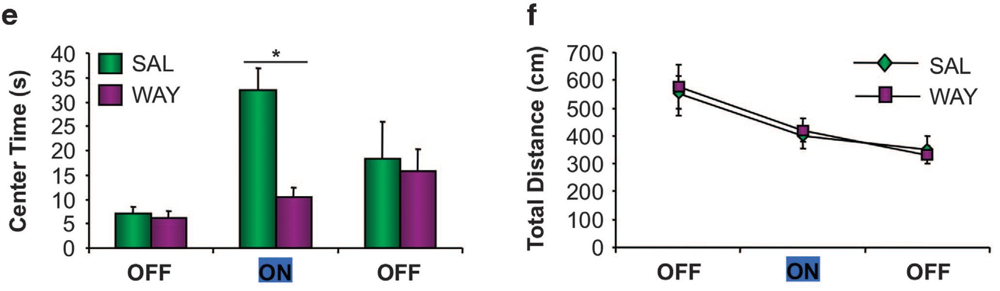 e
Center Time (s)
40
35
30
25
20
15
10
5
0
SAL
WAY
*
OFF
ON
OFF
f
Total Distance (cm)
700
600
500
400
300
200
100
0
SAL
WAY
OFF
ON
OFF